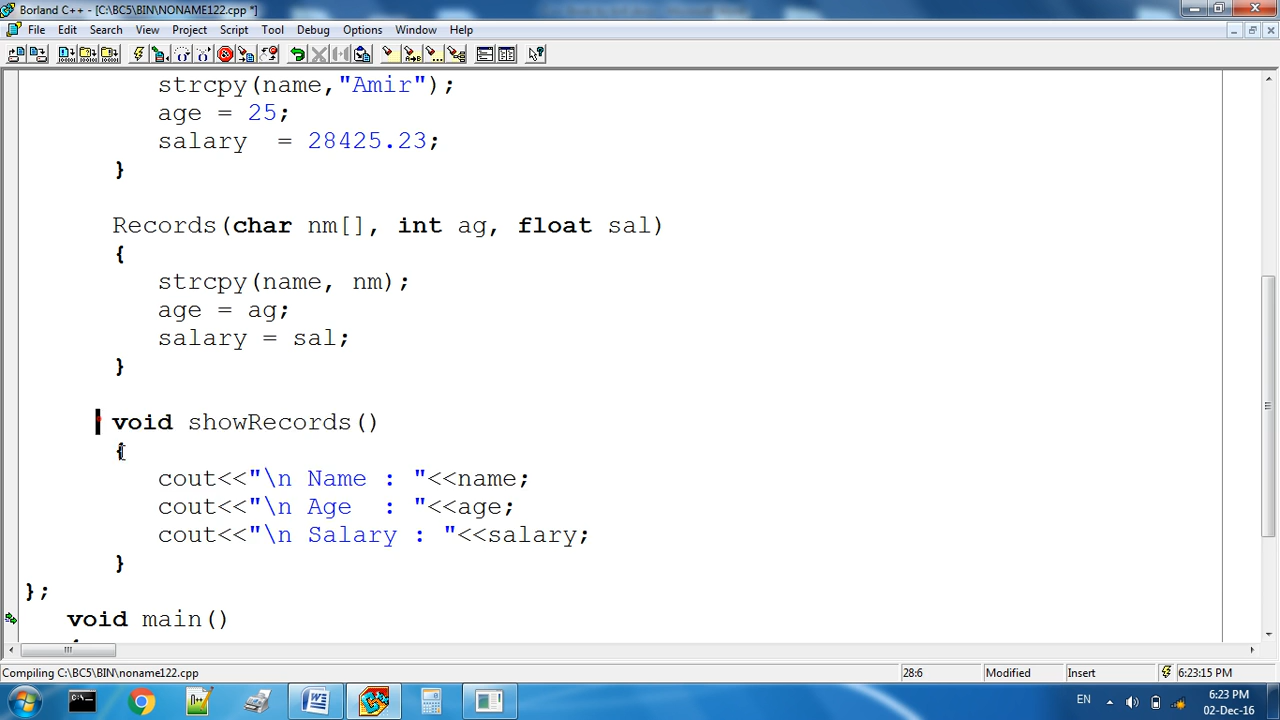 Borland C++ - [C:\BC5\BIN\NONAME122.cpp *]
File Edit Search View Project Script Tool Debug Options Window Help
strcpy(name,"Amir");
age = 25;
salary  = 28425.23;
}
Records(char nm[], int ag, float sal)
{
strcpy(name, nm);
age = ag;
salary = sal;
}
void showRecords()
{
cout<<"\n Name : "<<name;
cout<<"\n Age  : "<<age;
cout<<"\n Salary : "<<salary;
}
};
void main()
Compiling C:\BC5\BIN\noname122.cpp 28:6 Modified Insert 6:23:15 PM
EN 6:23 PM
02-Dec-16